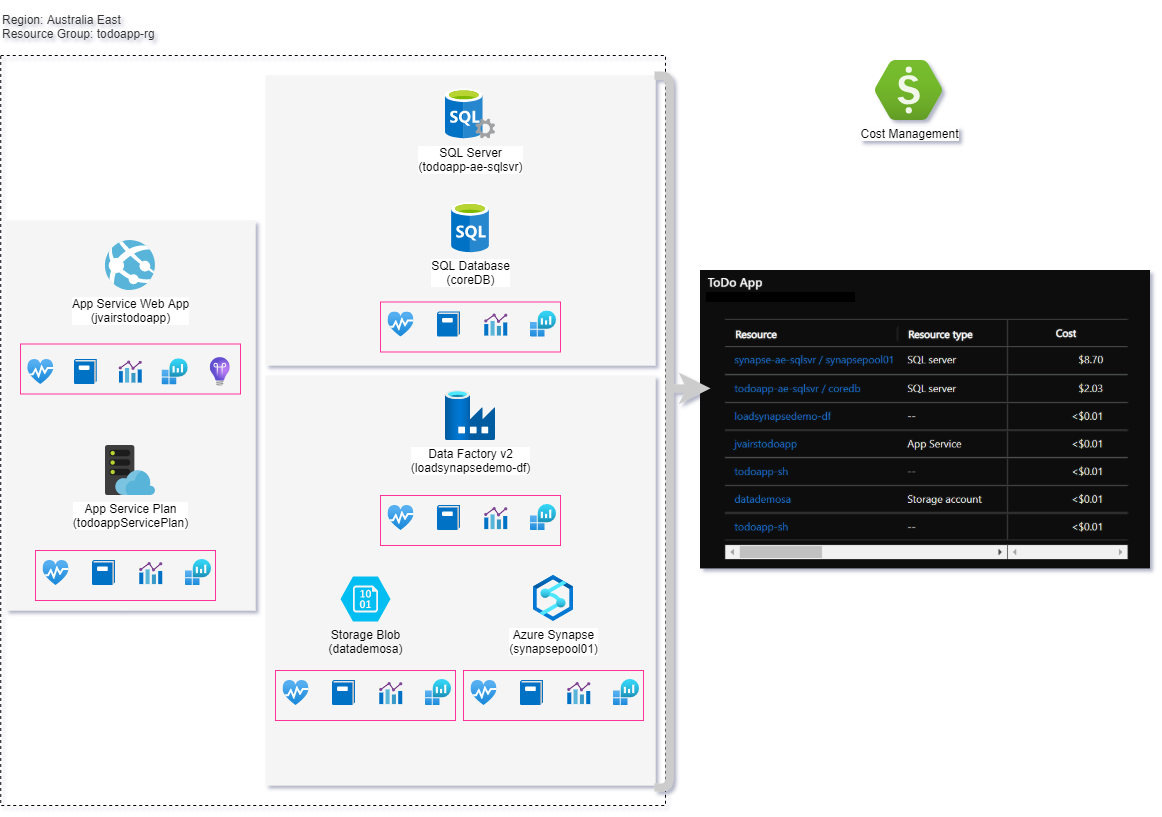 Region: Australia East
Resource Group: todoapp-rg
SQL
SQL Server
(todoapp-ae-sqlsvr)
SQL
SQL Database
(coreDB)
App Service Web App
(jvairstodoapp)
App Service Plan
(todoappServicePlan)
Data Factory v2
(loadsynapsedemo-df)
10
01
Storage Blob
(datademosa)
Azure Synapse
(synapsepool01)
$
Cost Management
ToDo App
Resource Resource type Cost
synapse-ae-sqlsvr / synapsepool01 SQL server $8.70
todoapp-ae-sqlsvr / coredb SQL server $2.03
loadsynapsedemo-df -- <$0.01
jvairstodoapp App Service <$0.01
todoapp-sh -- <$0.01
datademosa Storage account <$0.01
todoapp-sh -- <$0.01